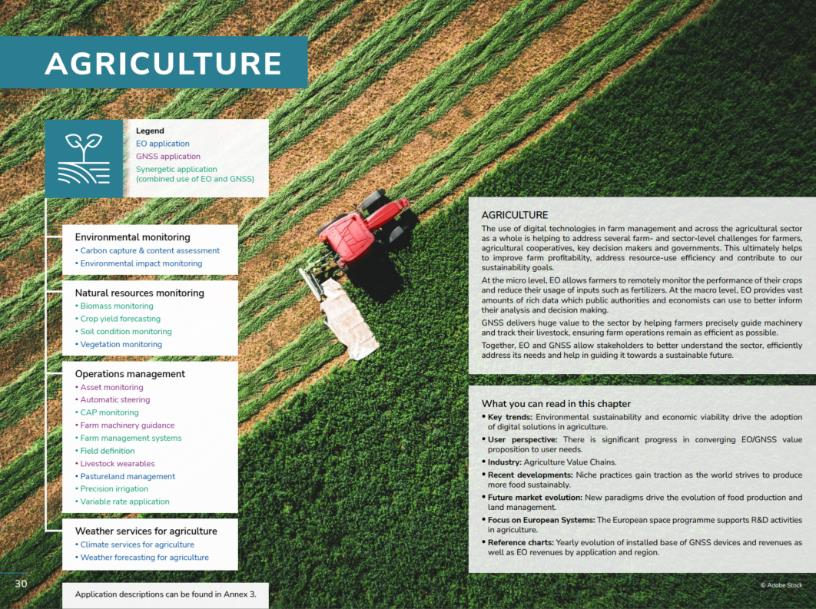 AGRICULTURE
Legend
EO application
GNSS application
Synergetic application
(combined use of EO and GNSS)
Environmental monitoring
• Carbon capture & content assessment
• Environmental impact monitoring
Natural resources monitoring
• Biomass monitoring
• Crop yield forecasting
• Soil condition monitoring
• Vegetation monitoring
Operations management
• Asset monitoring
• Automatic steering
• CAP monitoring
• Farm machinery guidance
• Farm management systems
• Field definition
• Livestock wearables
• Pastureland management
• Precision irrigation
• Variable rate application
Weather services for agriculture
• Climate services for agriculture
• Weather forecasting for agriculture
30
Application descriptions can be found in Annex 3.
AGRICULTURE
The use of digital technologies in farm management and across the agricultural sector
as a whole is helping to address several farm- and sector-level challenges for farmers,
agricultural cooperatives, key decision makers and governments. This ultimately helps
to improve farm profitability, address resource-use efficiency and contribute to our
sustainability goals.
At the micro level, EO allows farmers to remotely monitor the performance of their crops
and reduce their usage of inputs such as fertilizers. At the macro level, EO provides vast
amounts of rich data which public authorities and economists can use to better inform
their analysis and decision making.
GNSS delivers huge value to the sector by helping farmers precisely guide machinery
and track their livestock, ensuring farm operations remain as efficient as possible.
Together, EO and GNSS allow stakeholders to better understand the sector, efficiently
address its needs and help in guiding it towards a sustainable future.
What you can read in this chapter
• Key trends: Environmental sustainability and economic viability drive the adoption
of digital solutions in agriculture.
• User perspective: There is significant progress in converging EO/GNSS value
proposition to user needs.
• Industry: Agriculture Value Chains.
• Recent developments: Niche practices gain traction as the world strives to produce
more food sustainably.
• Future market evolution: New paradigms drive the evolution of food production and
land management.
• Focus on European Systems: The European space programme supports R&D activities
in agriculture.
• Reference charts: Yearly evolution of installed base of GNSS devices and revenues as
well as EO revenues by application and region.
© Adobe Stock